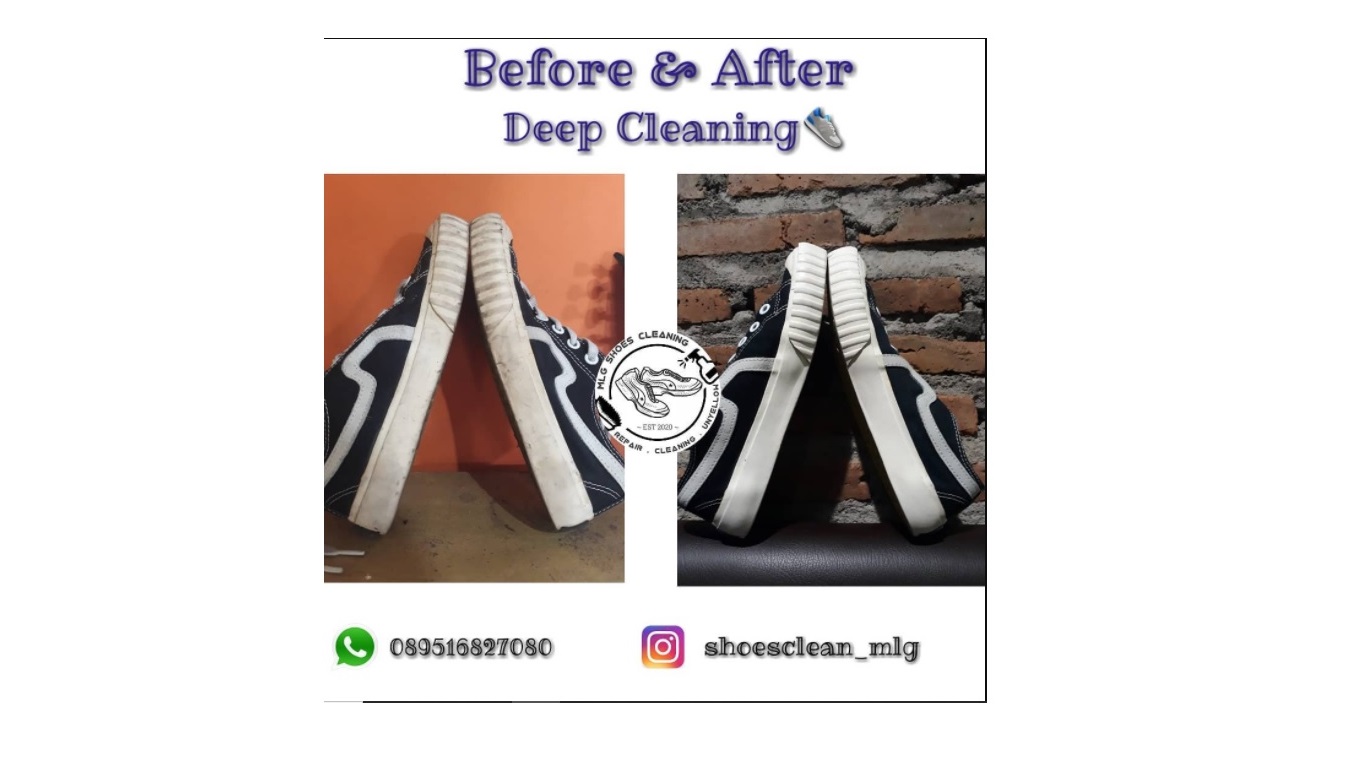 Before & After
Deep Cleaning
MLG SHOES CLEANING
~ EST 2020 ~
REPAIR . CLEANING . UNYELLOW
089516827080
shoesclean_mlg